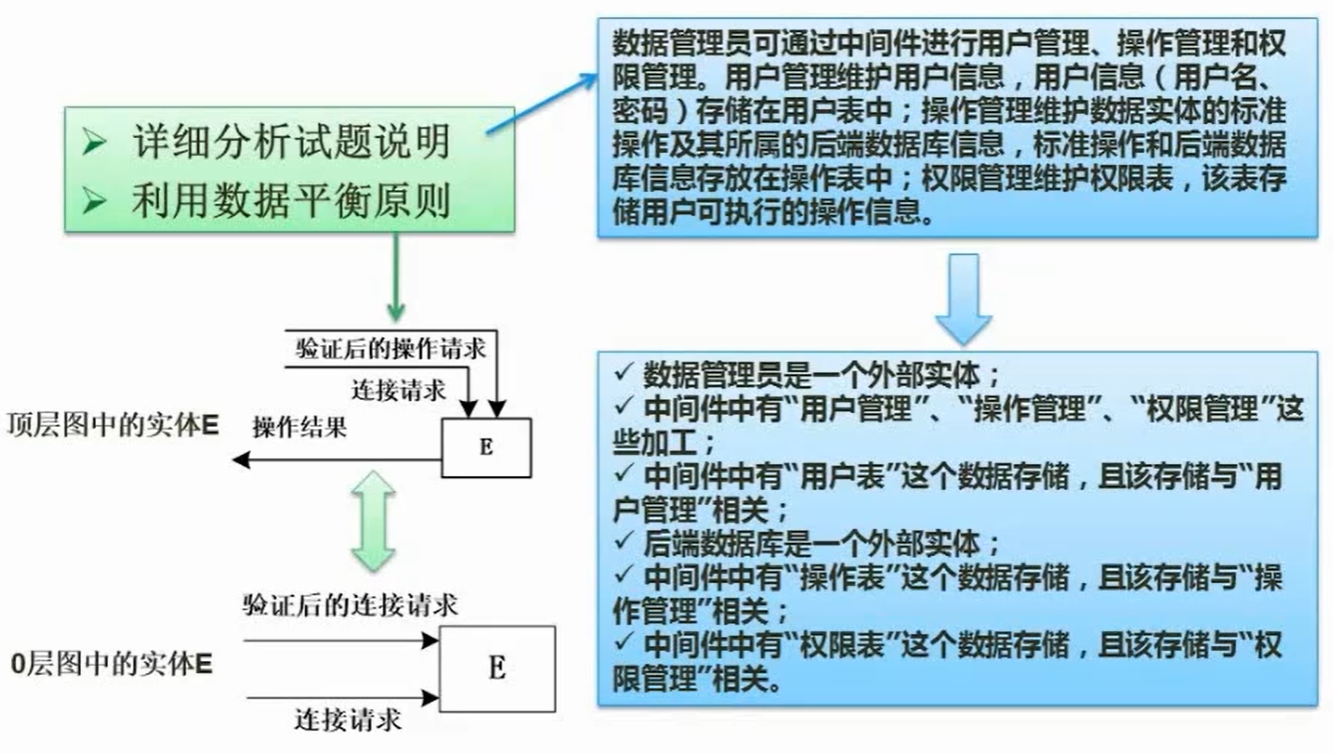 详细分析试题说明
利用数据平衡原则
数据管理员可通过中间件进行用户管理、操作管理和权
限管理。用户管理维护用户信息，用户信息（用户名、
密码）存储在用户表中；操作管理维护数据实体的标准
操作及其所属的后端数据库信息，标准操作和后端数据
库信息存放在操作表中；权限管理维护权限表，该表存
储用户可执行的操作信息。
验证后的操作请求
连接请求
顶层图中的实体E
操作结果
E
验证后的连接请求
0层图中的实体E
E
连接请求
✓ 数据管理员是一个外部实体；
✓ 中间件中有“用户管理”、“操作管理”、“权限管理”这
些加工；
✓ 中间件中有“用户表”这个数据存储，且该存储与“用
户管理”相关；
✓ 后端数据库是一个外部实体；
✓ 中间件中有“操作表”这个数据存储，且该存储与“操
作管理”相关；
✓ 中间件中有“权限表”这个数据存储，且该存储与“权
限管理”相关。